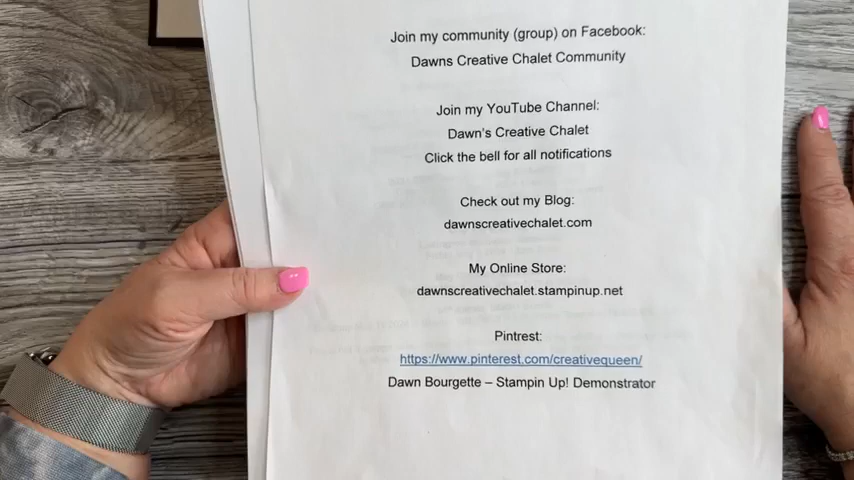 Join my community (group) on Facebook:
Dawns Creative Chalet Community
Join my YouTube Channel:
Dawn's Creative Chalet
Click the bell for all notifications
Check out my Blog:
dawnscreativechalet.com
My Online Store:
dawnscreativechalet.stampinup.net
Pintrest:
https://www.pinterest.com/creativequeen/
Dawn Bourgette – Stampin Up! Demonstrator